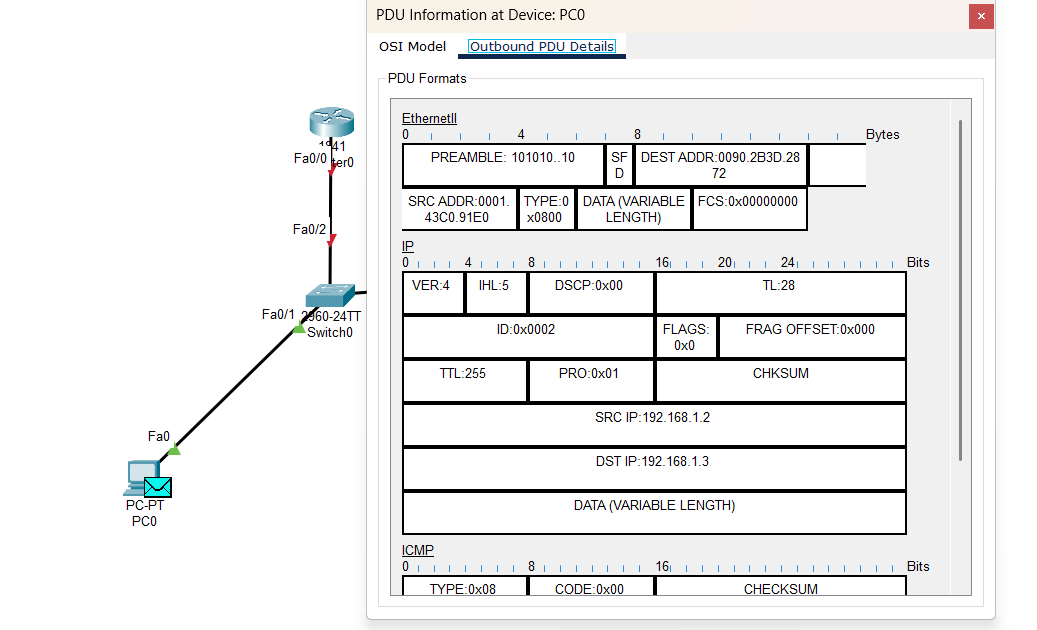 PDU Information at Device: PC0
OSI Model
Outbound PDU Details
PDU Formats
EthernetII
0 4 8 Bytes
PREAMBLE: 101010..10
SF
D
DEST ADDR:0090.2B3D.28
72
SRC ADDR:0001.
43C0.91E0
TYPE:0
x0800
DATA (VARIABLE
LENGTH)
FCS:0x00000000
IP
0 4 8 16 20 24 Bits
VER:4
IHL:5
DSCP:0x00
TL:28
ID:0x0002
FLAGS:
0x0
FRAG OFFSET:0x000
TTL:255
PRO:0x01
CHKSUM
SRC IP:192.168.1.2
DST IP:192.168.1.3
DATA (VARIABLE LENGTH)
ICMP
0 8 16 Bits
TYPE:0x08
CODE:0x00
CHECKSUM
Fa0/0
Fa0/2
Fa0/1
2960-24TT
Switch0
Fa0
PC-PT
PC0